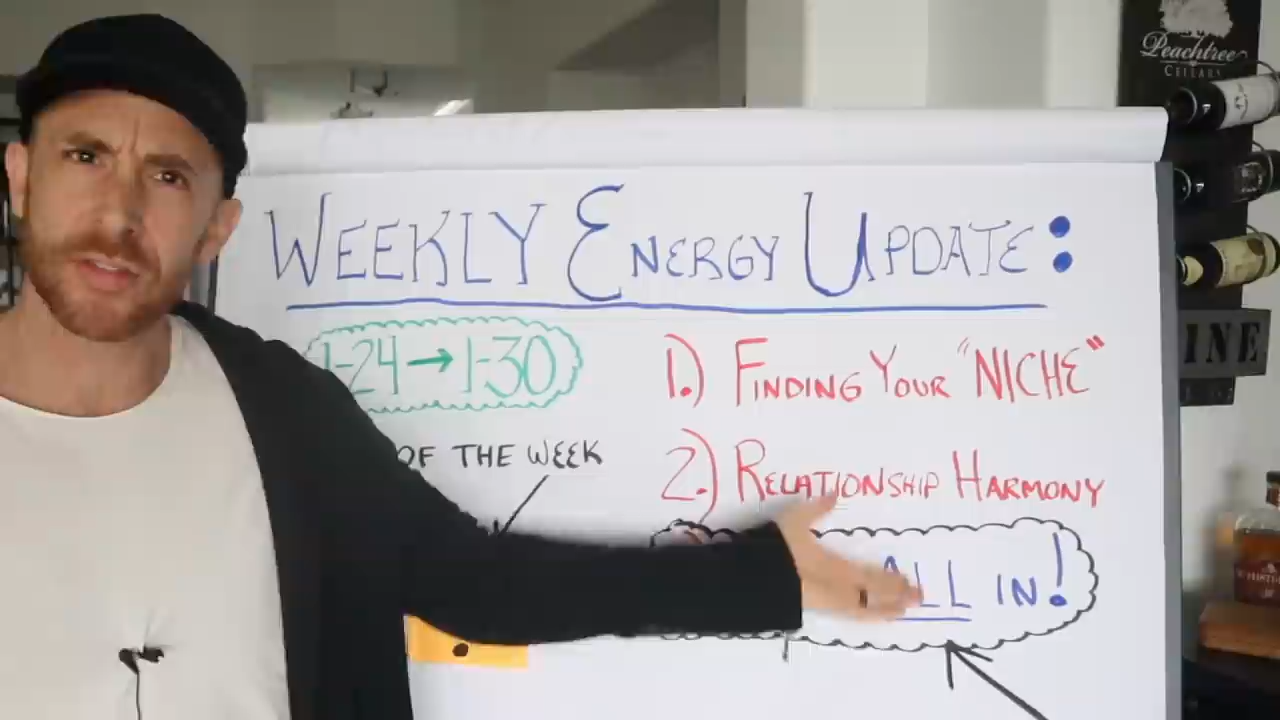 Peachtree
CELLARS
WEEKLY ENERGY UPDATE:
1-24 → 1-30
1.) FINDING YOUR "NICHE"
INE
OF THE WEEK
2.) RELATIONSHIP HARMONY
ALL IN!